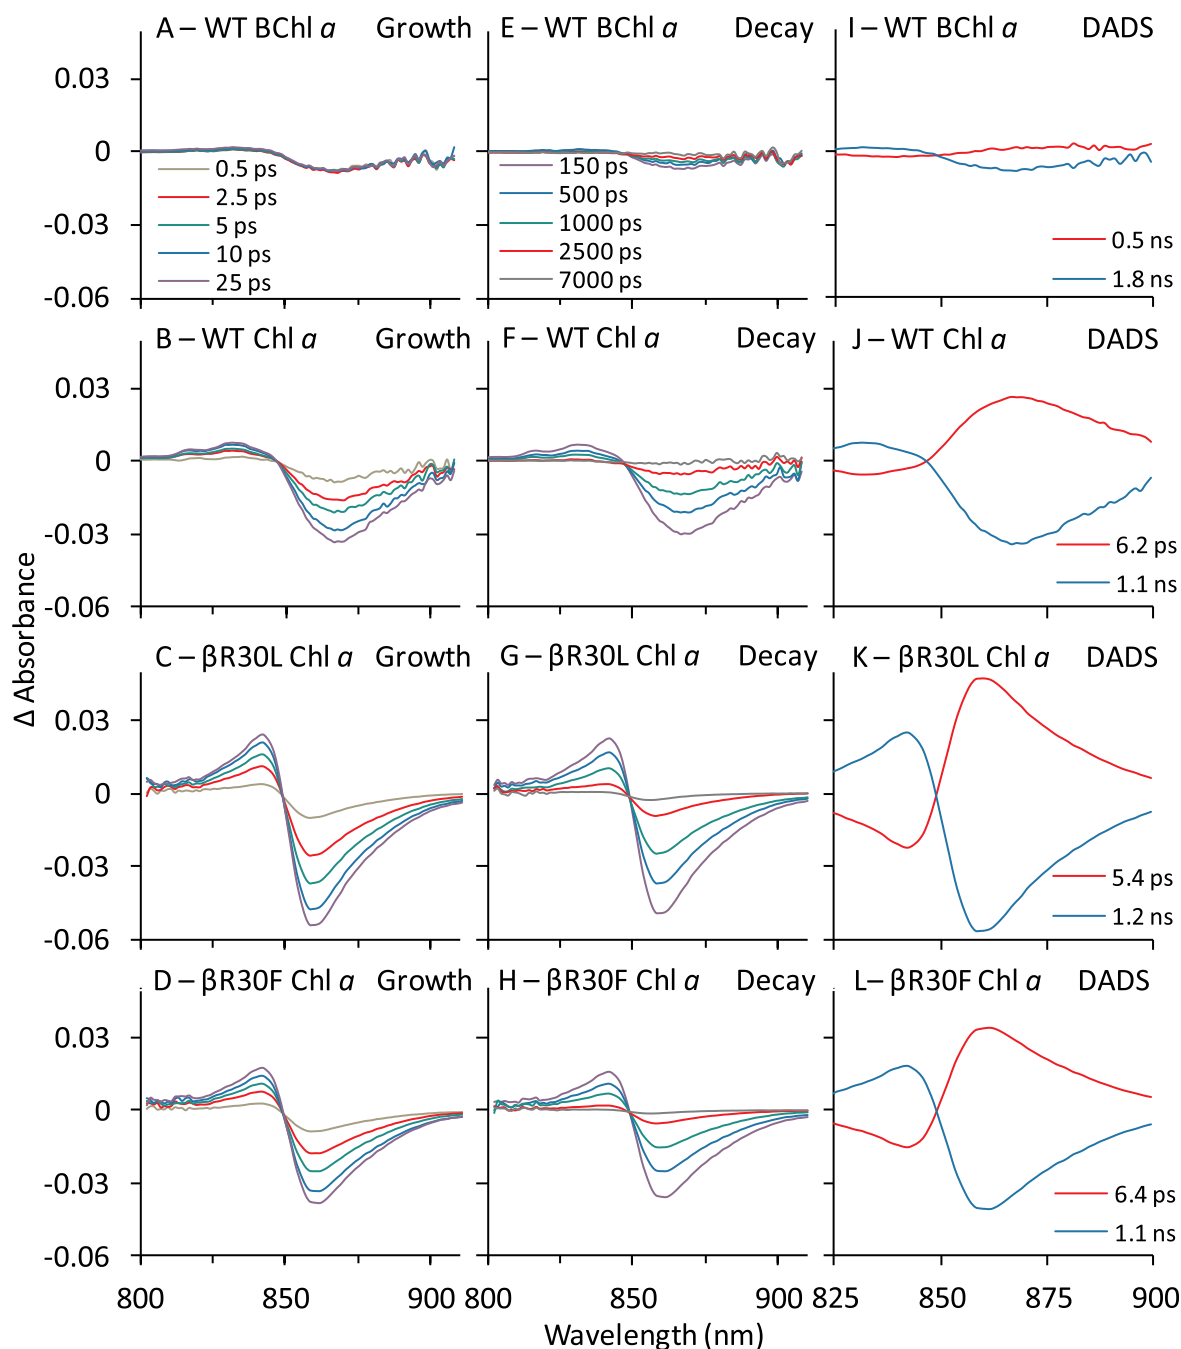 A – WT BChl a Growth
E – WT BChl a Decay
I – WT BChl a DADS
0.03
0
-0.03
-0.06
0.5 ps
2.5 ps
5 ps
10 ps
25 ps
150 ps
500 ps
1000 ps
2500 ps
7000 ps
0.5 ns
1.8 ns
B – WT Chl a Growth
F – WT Chl a Decay
J – WT Chl a DADS
0.03
0
-0.03
-0.06
6.2 ps
1.1 ns
Δ Absorbance
C – βR30L Chl a Growth
G – βR30L Chl a Decay
K – βR30L Chl a DADS
0.03
0
-0.03
-0.06
5.4 ps
1.2 ns
D – βR30F Chl a Growth
H – βR30F Chl a Decay
L – βR30F Chl a DADS
0.03
0
-0.03
-0.06
6.4 ps
1.1 ns
800 850 900
800 850 900
825 850 875 900
Wavelength (nm)